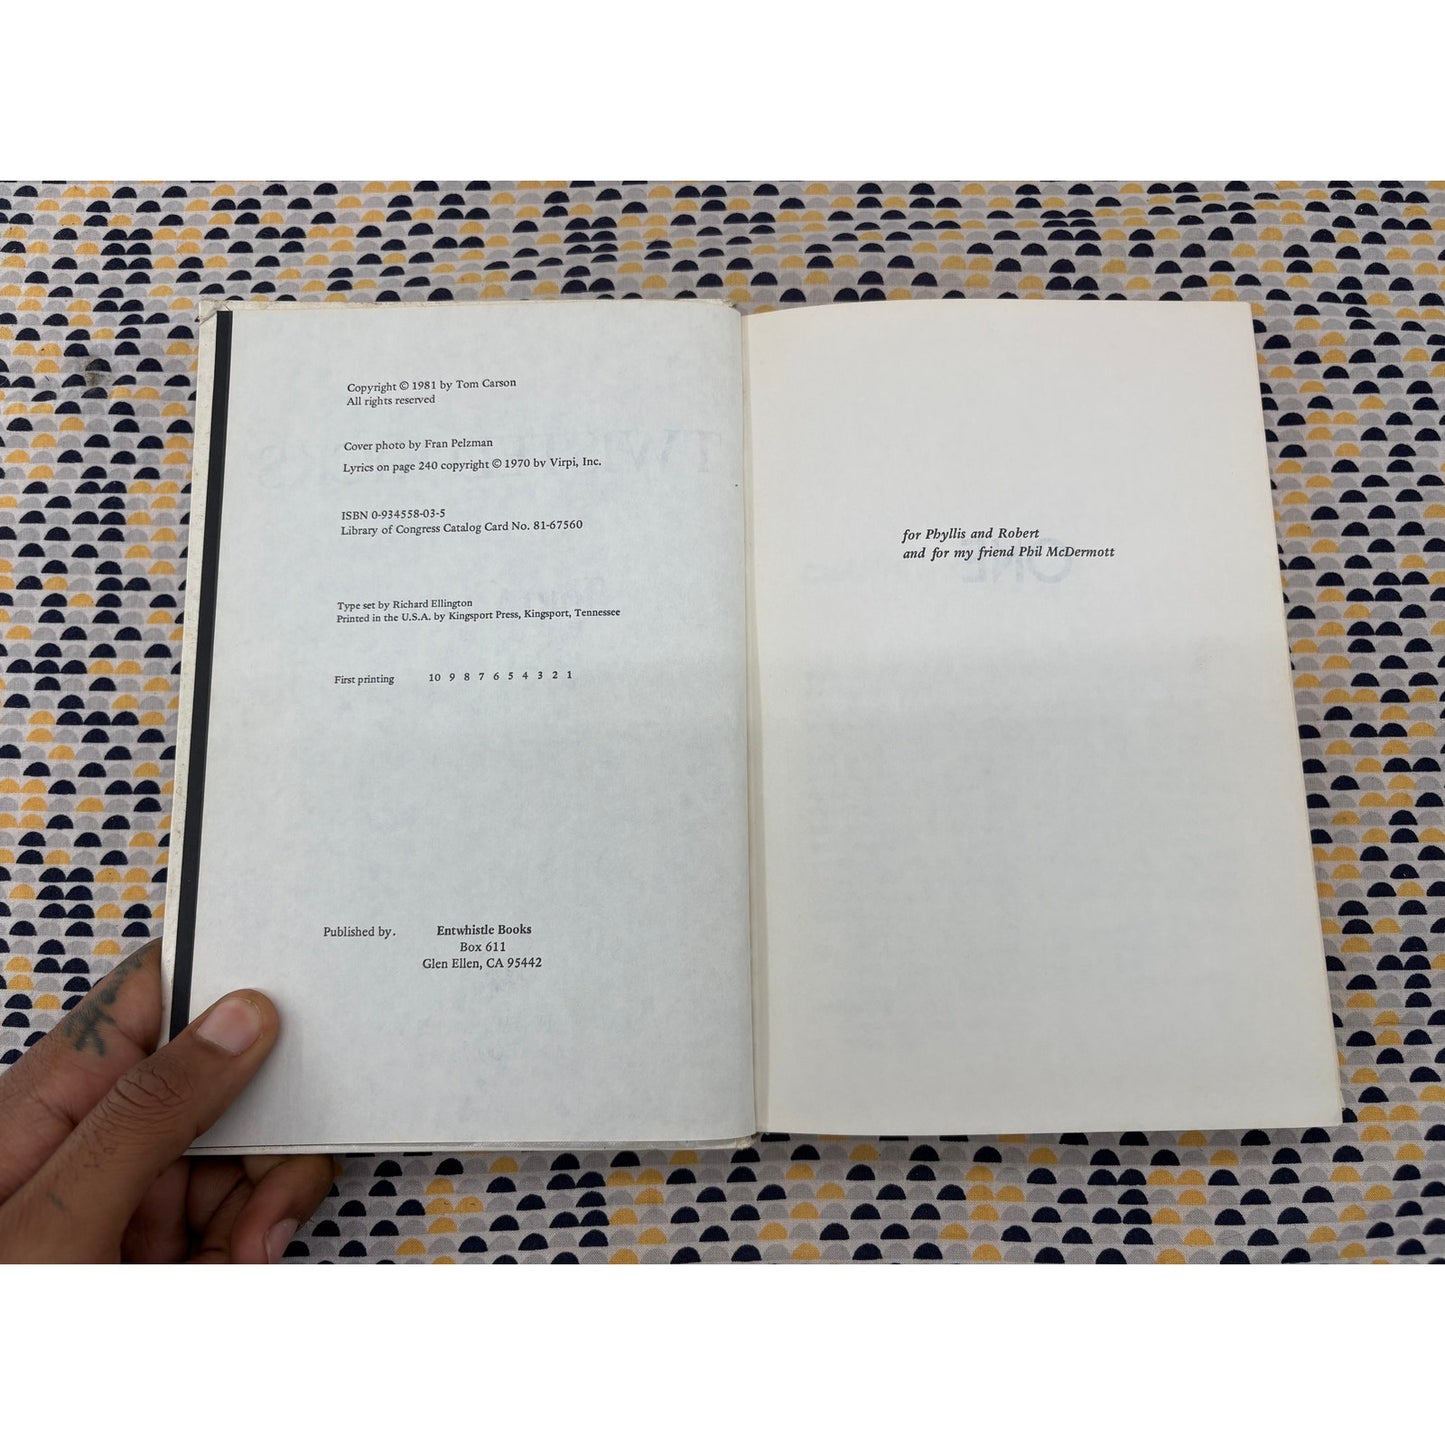 Copyright © 1981 by Tom Carson
All rights reserved
Cover photo by Fran Pelzman
Lyrics on page 240 copyright © 1970 by Virpi, Inc.
ISBN 0-934558-03-5
Library of Congress Catalog Card No. 81-67560
Type set by Richard Ellington
Printed in the U.S.A. by Kingsport Press, Kingsport, Tennessee
First printing 10 9 8 7 6 5 4 3 2 1
Published by.
Entwhistle Books
Box 611
Glen Ellen, CA 95442
for Phyllis and Robert
and for my friend Phil McDermott